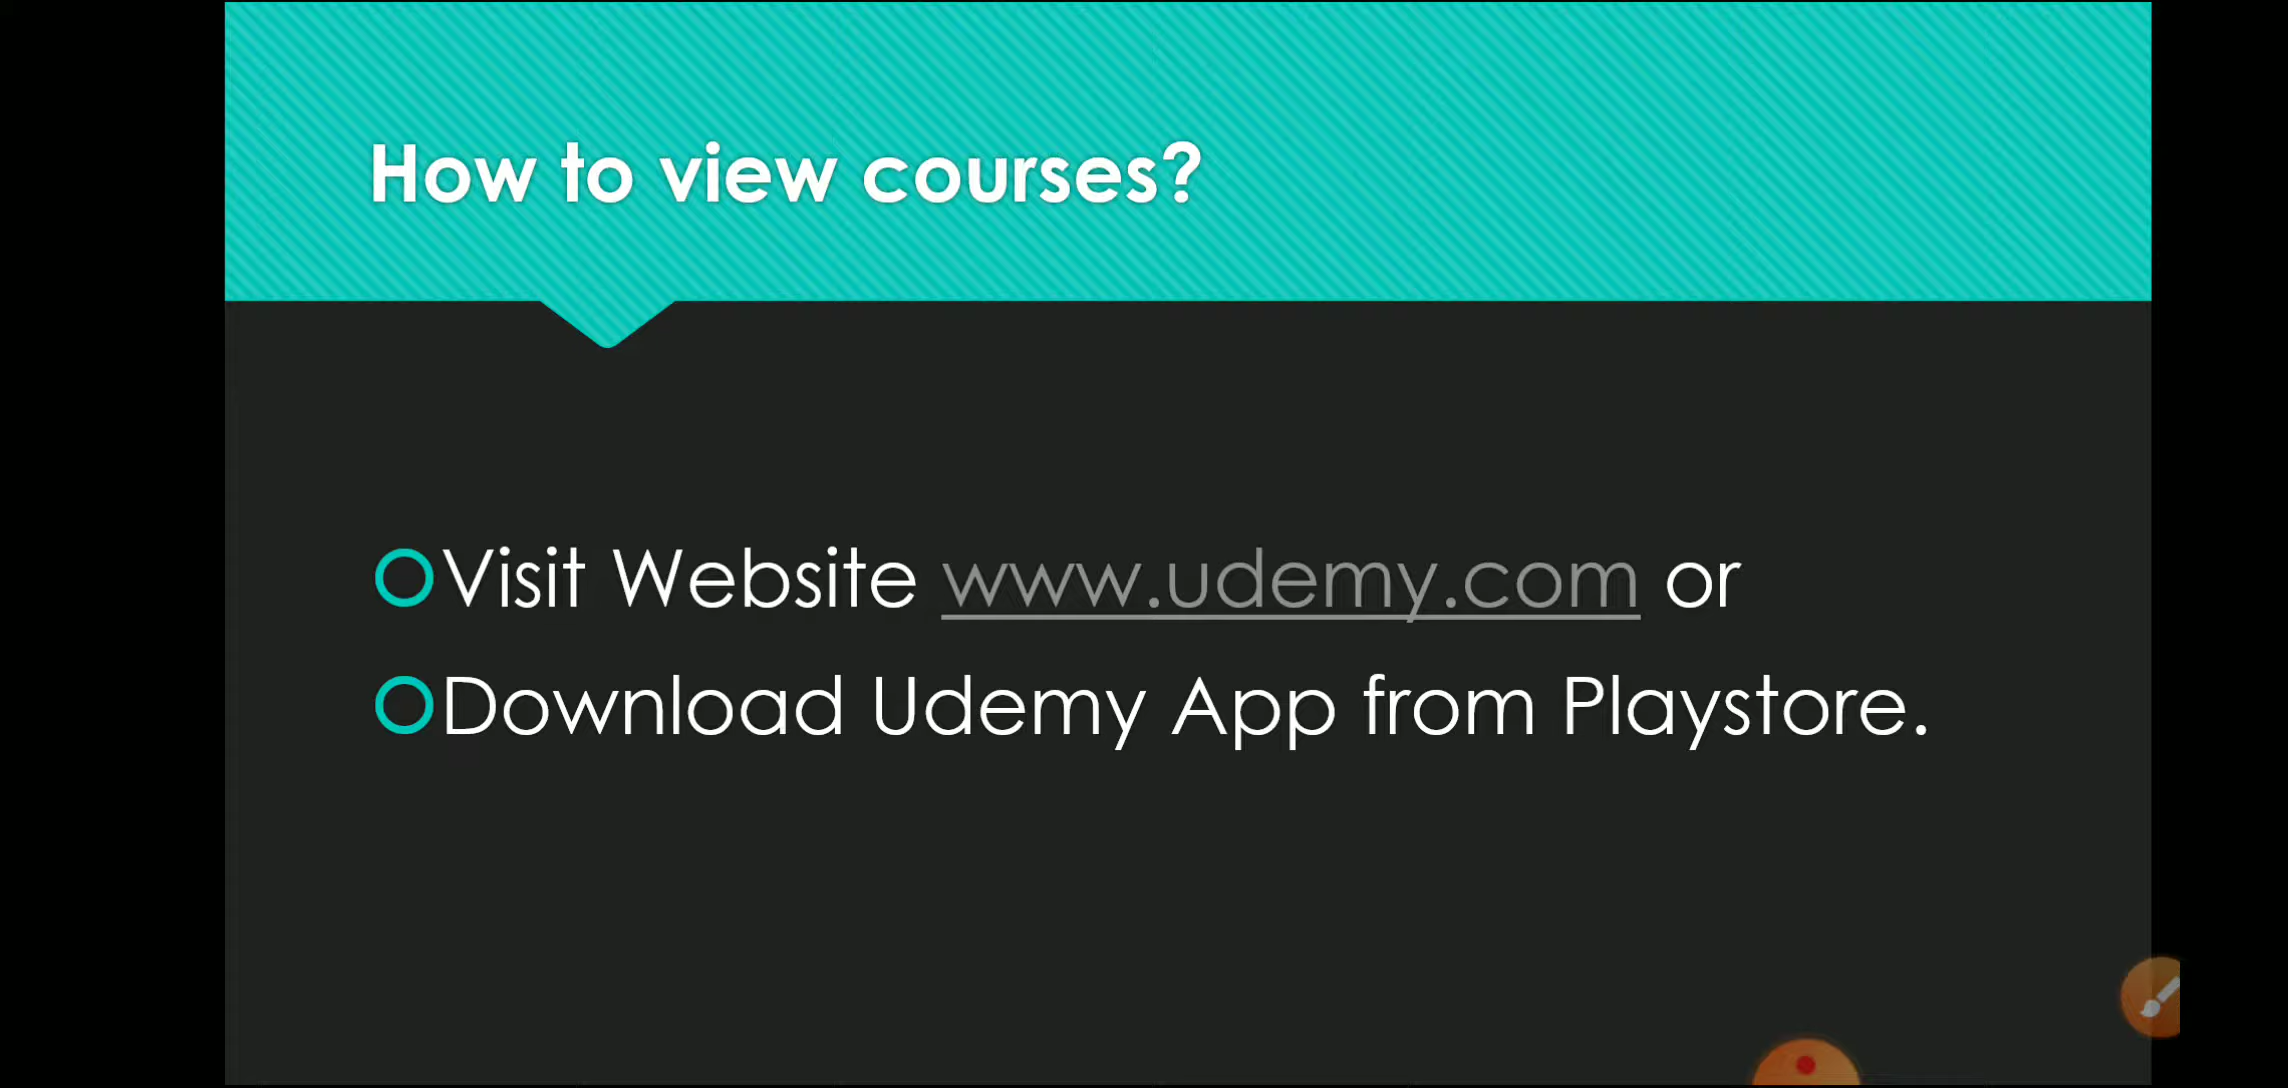 How to view courses?
Visit Website www.udemy.com or
Download Udemy App from Playstore.